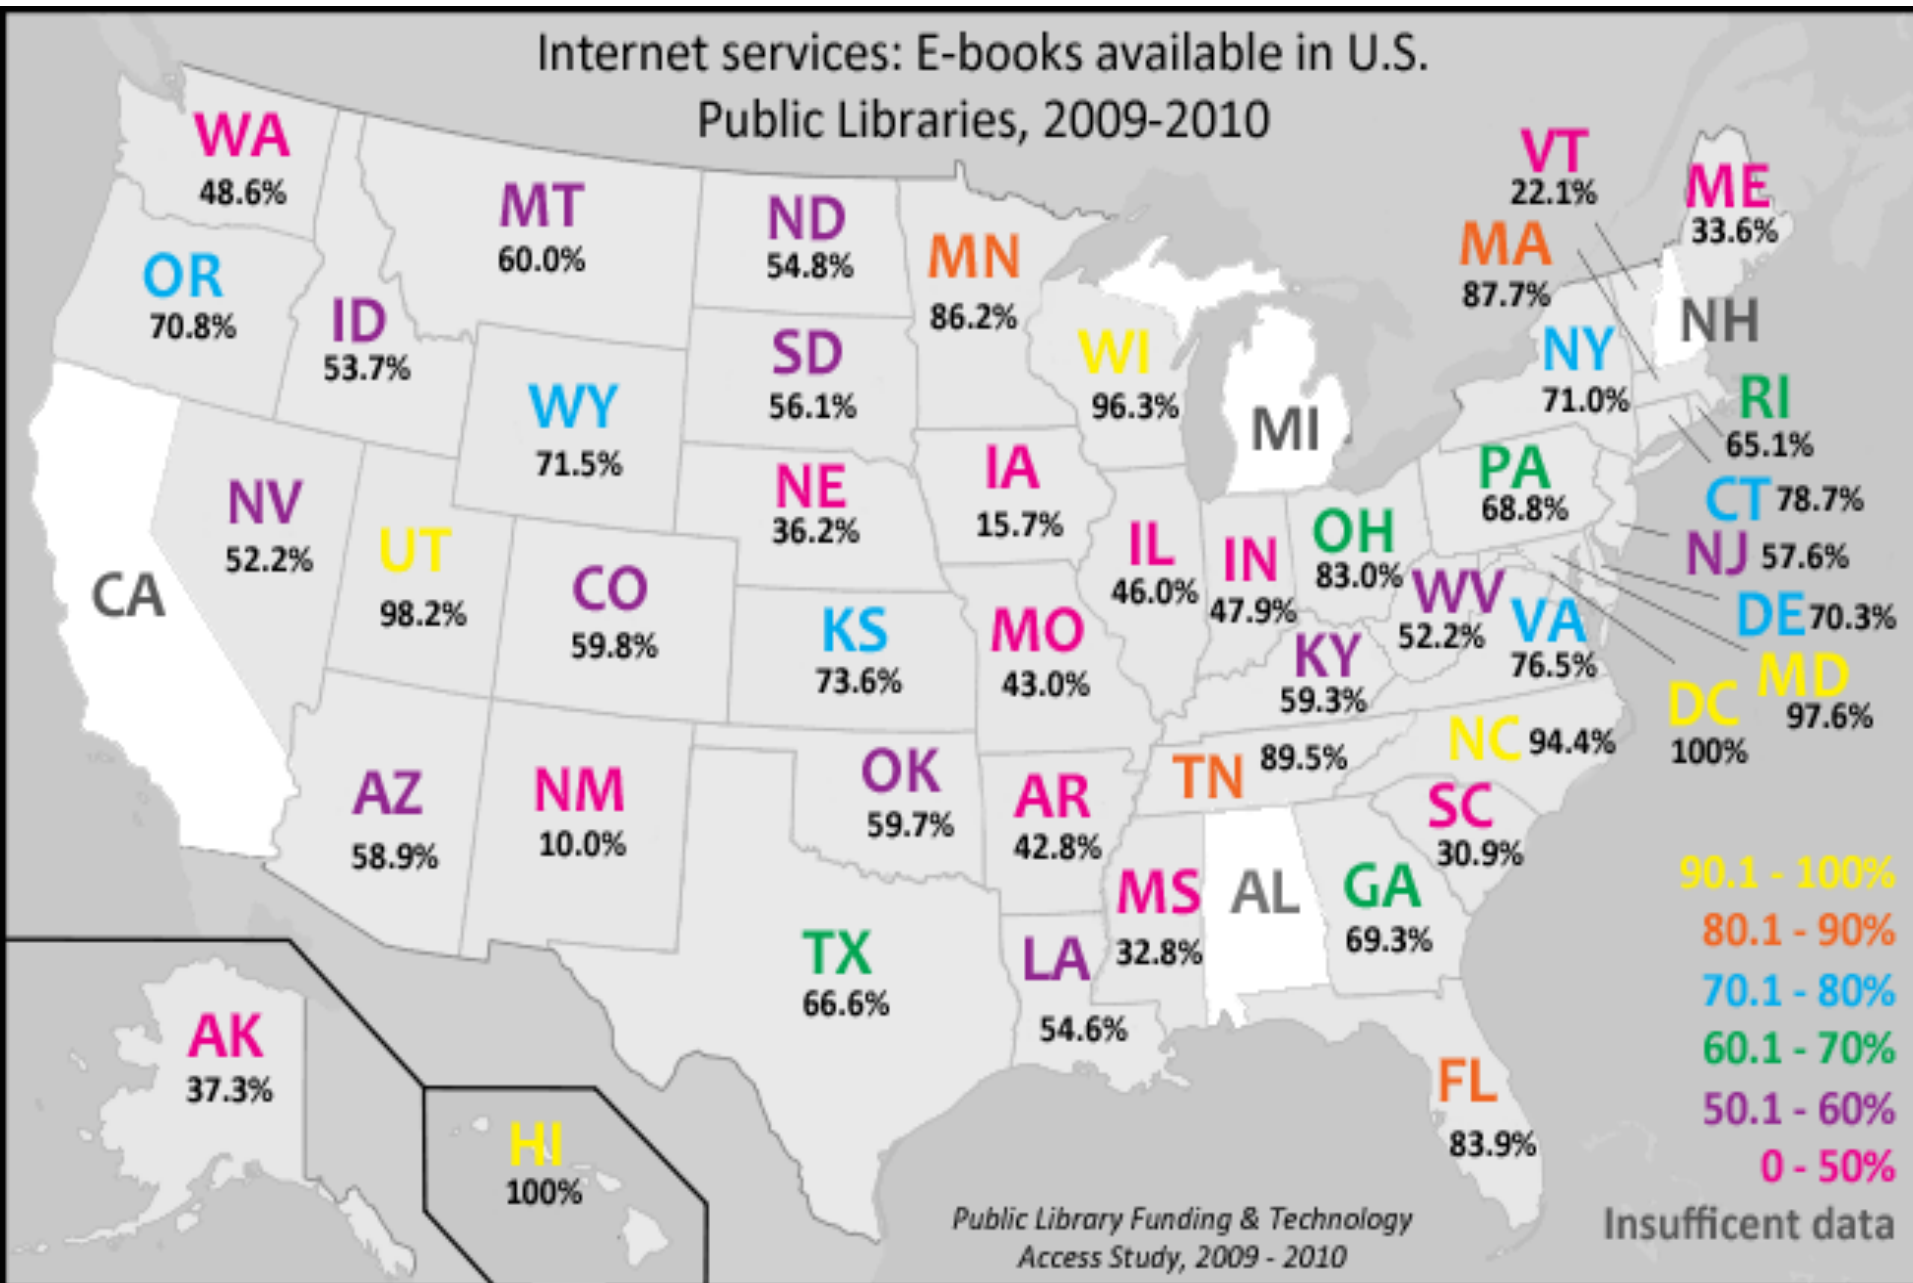 Internet services: E-books available in U.S.
Public Libraries, 2009-2010
WA
48.6%
OR
70.8%
ID
53.7%
MT
60.0%
ND
54.8%
MN
86.2%
WI
96.3%
MI
VT
22.1%
ME
33.6%
MA
87.7%
NH
NY
71.0%
RI
65.1%
CT 78.7%
NJ 57.6%
DE 70.3%
MD
97.6%
DC
100%
PA
68.8%
SD
56.1%
WY
71.5%
NE
36.2%
IA
15.7%
IL
46.0%
IN
47.9%
OH
83.0%
WV
52.2%
VA
76.5%
KY
59.3%
NV
52.2%
UT
98.2%
CO
59.8%
KS
73.6%
MO
43.0%
CA
AZ
58.9%
NM
10.0%
OK
59.7%
AR
42.8%
TN 89.5%
NC 94.4%
SC
30.9%
MS
32.8%
AL
GA
69.3%
TX
66.6%
LA
54.6%
FL
83.9%
AK
37.3%
HI
100%
90.1 - 100%
80.1 - 90%
70.1 - 80%
60.1 - 70%
50.1 - 60%
0 - 50%
Insufficent data
Public Library Funding & Technology
Access Study, 2009 - 2010